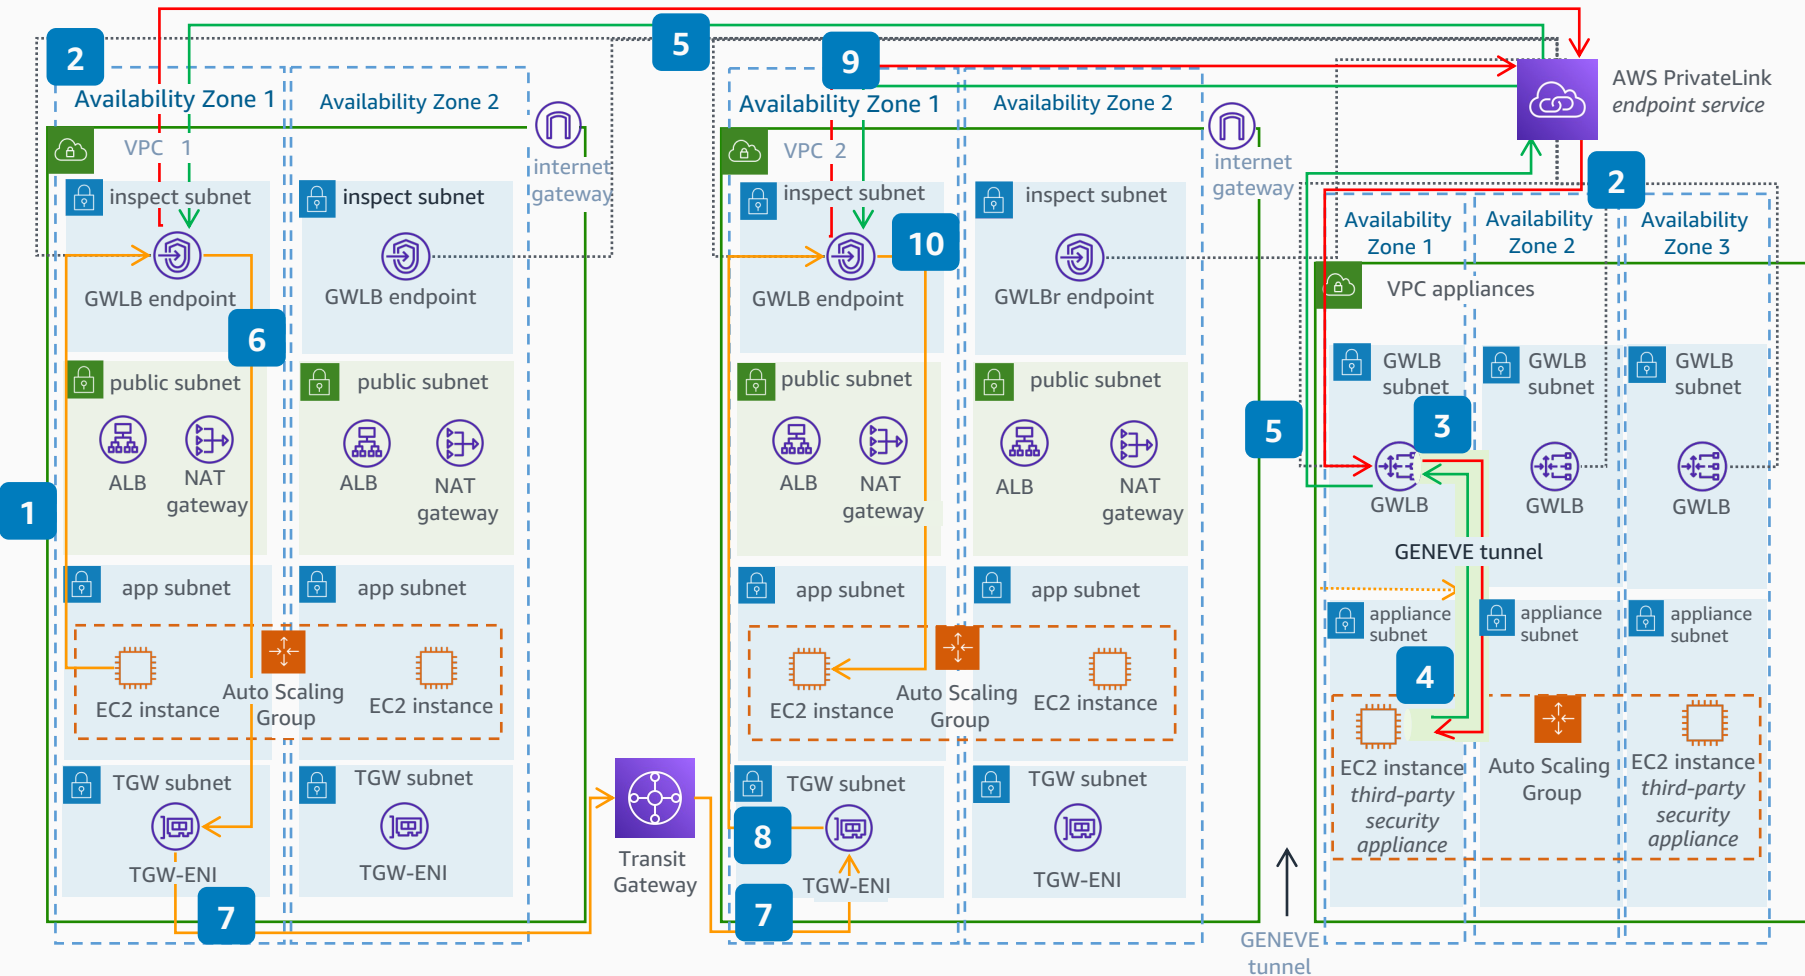 2
5
9
AWS PrivateLink
endpoint service
Availability Zone 1
Availability Zone 2
Availability Zone 1
Availability Zone 2
VPC 1
internet
gateway
VPC 2
internet
gateway
2
inspect subnet
inspect subnet
inspect subnet
inspect subnet
10
Availability
Zone 1
Availability
Zone 2
Availability
Zone 3
GWLB endpoint
GWLB endpoint
GWLB endpoint
GWLBr endpoint
VPC appliances
6
public subnet
public subnet
public subnet
public subnet
GWLB
subnet
GWLB
subnet
GWLB
subnet
5
3
ALB
NAT
gateway
ALB
NAT
gateway
ALB
NAT
gateway
ALB
NAT
gateway
GWLB
GWLB
GWLB
1
GENEVE tunnel
app subnet
app subnet
app subnet
app subnet
appliance
subnet
appliance
subnet
appliance
subnet
4
EC2 instance
Auto Scaling
Group
EC2 instance
EC2 instance
Auto Scaling
Group
EC2 instance
EC2 instance
third-party
security
appliance
Auto Scaling
Group
EC2 instance
third-party
security
appliance
TGW subnet
TGW subnet
TGW subnet
TGW subnet
8
Transit
Gateway
TGW-ENI
TGW-ENI
TGW-ENI
TGW-ENI
7
7
GENEVE
tunnel